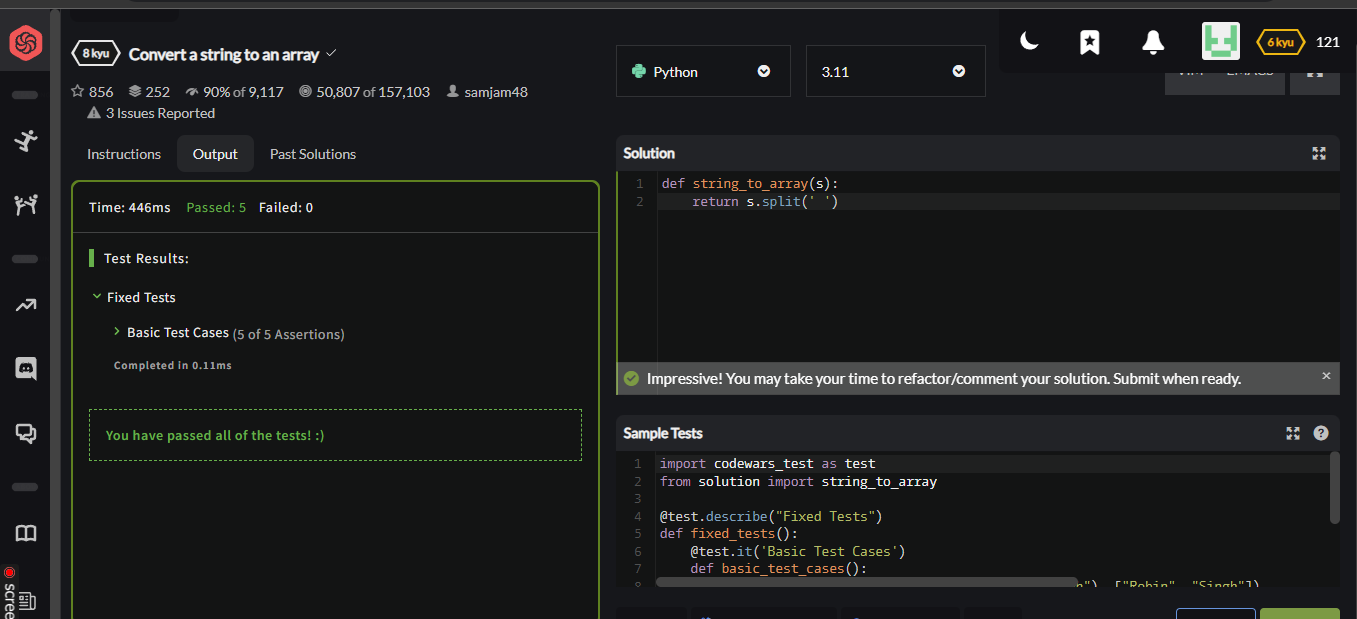 8 kyu Convert a string to an array
856 252 90% of 9,117 50,807 of 157,103 samjam48
3 Issues Reported
Python 3.11
VIM EMACS
6 kyu 121
Instructions Output Past Solutions
Time: 446ms Passed: 5 Failed: 0
Test Results:
Fixed Tests
Basic Test Cases (5 of 5 Assertions)
Completed in 0.11ms
You have passed all of the tests! :)
Solution
1 def string_to_array(s):
2 return s.split(' ')
Impressive! You may take your time to refactor/comment your solution. Submit when ready.
Sample Tests
1 import codewars_test as test
2 from solution import string_to_array
3
4 @test.describe("Fixed Tests")
5 def fixed_tests():
6 @test.it('Basic Test Cases')
7 def basic_test_cases():
8 n"), ["Robin", "Singh"])
scree